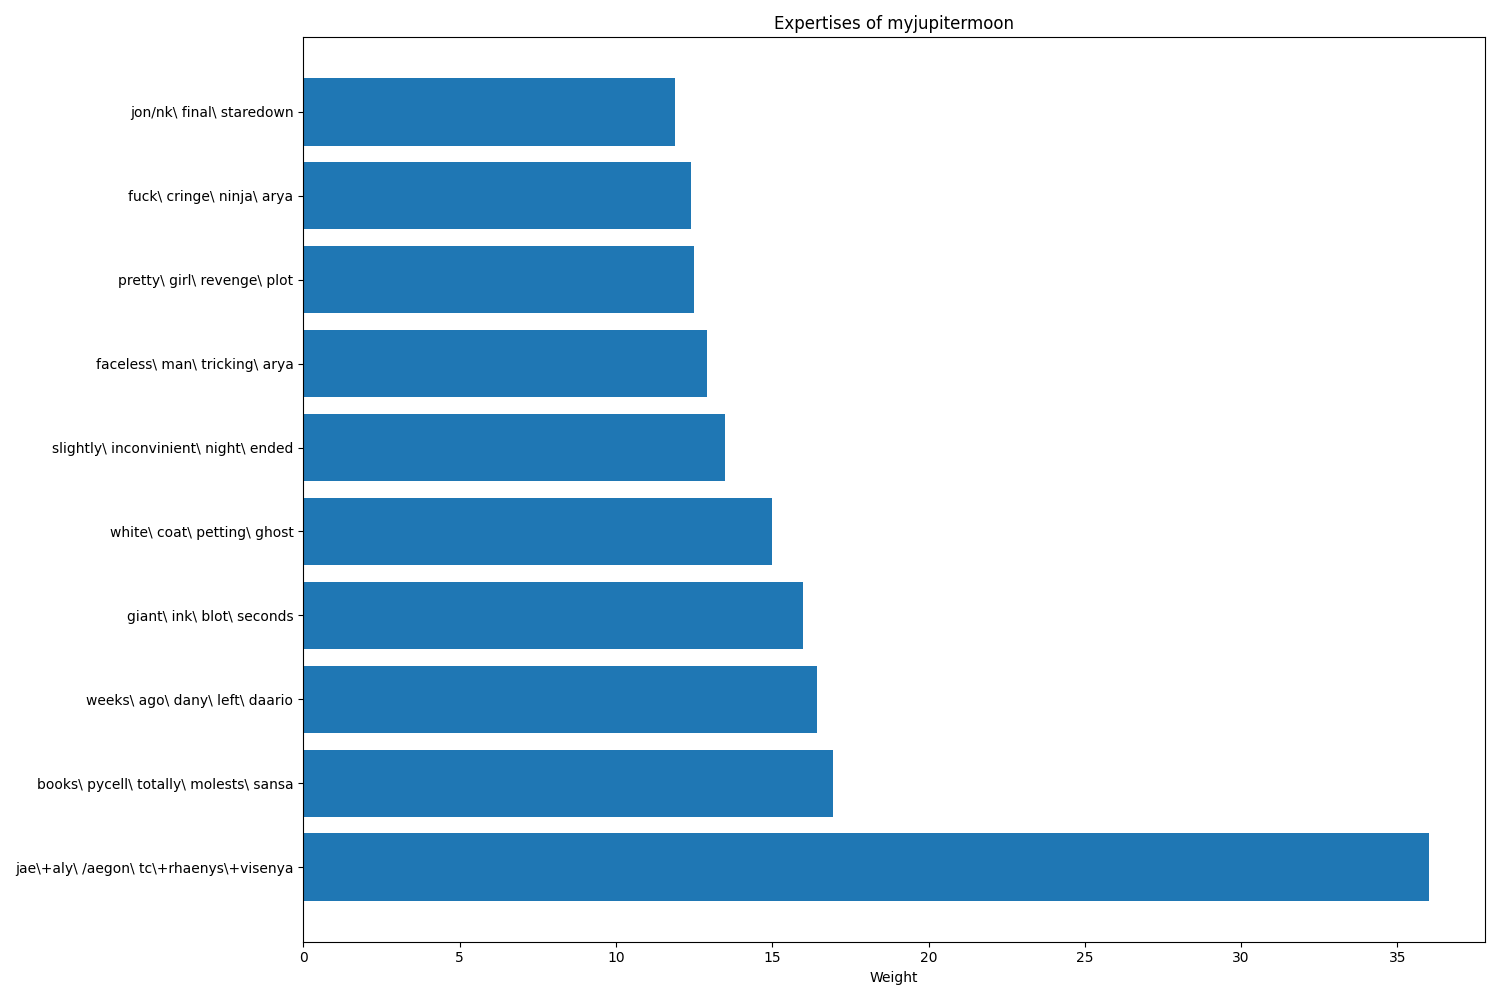 Expertises of myjupitermoon
jon/nk\ final\ staredown
fuck\ cringe\ ninja\ arya
pretty\ girl\ revenge\ plot
faceless\ man\ tricking\ arya
slightly\ inconvinient\ night\ ended
white\ coat\ petting\ ghost
giant\ ink\ blot\ seconds
weeks\ ago\ dany\ left\ daario
books\ pycell\ totally\ molests\ sansa
jae\+aly\ /aegon\ tc\+rhaenys\+visenya
0 5 10 15 20 25 30 35
Weight